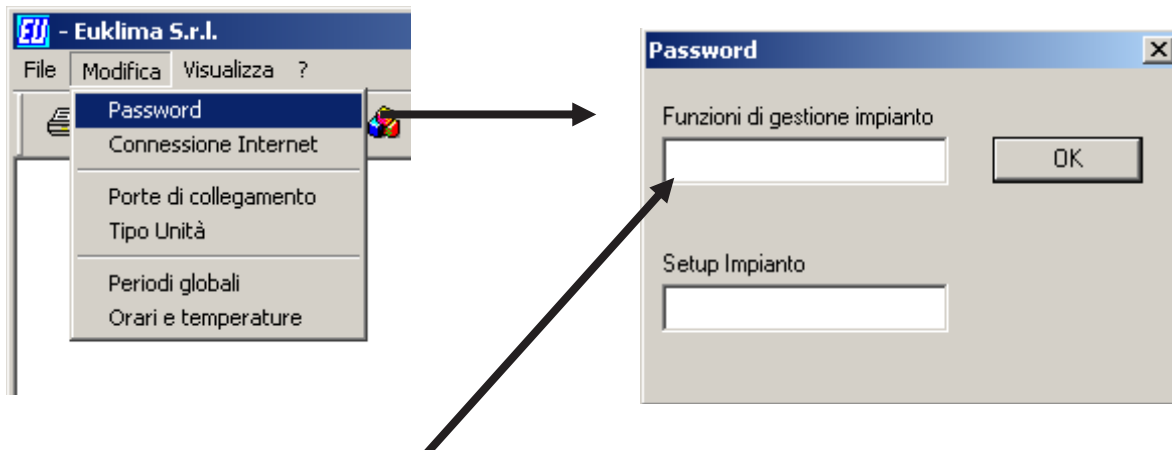 EU - Euklima S.r.l.
File Modifica Visualizza ?
Password
Connessione Internet
Porte di collegamento
Tipo Unità
Periodi globali
Orari e temperature
Password
Funzioni di gestione impianto
OK
Setup Impianto